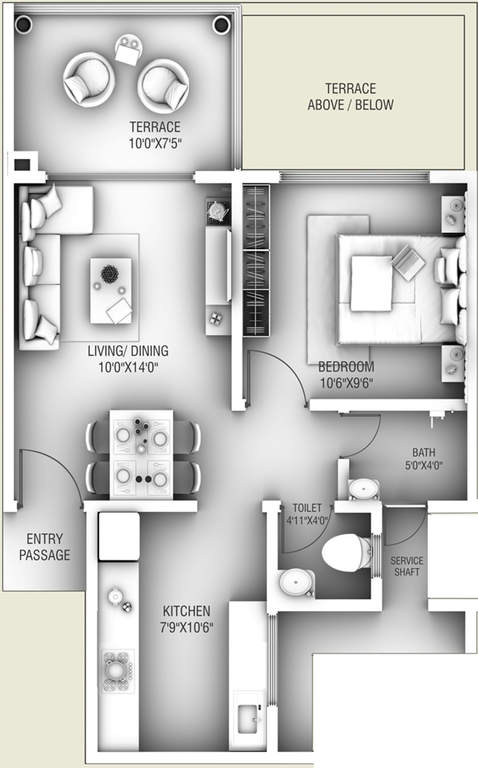 TERRACE
ABOVE / BELOW
TERRACE
10'0"X7'5"
LIVING/ DINING
10'0"X14'0"
BEDROOM
10'6"X9'6"
BATH
5'0"X4'0"
TOILET
4'11"X4'0"
ENTRY
PASSAGE
SERVICE
SHAFT
KITCHEN
7'9"X10'6"